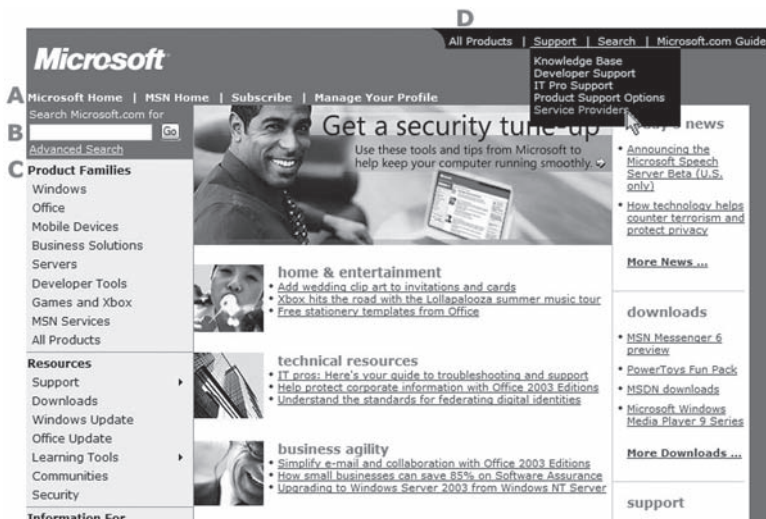 D
All Products | Support | Search | Microsoft.com Guide
Microsoft
Knowledge Base
Developer Support
IT Pro Support
Product Support Options
Service Providers
A
Microsoft Home | MSN Home | Subscribe | Manage Your Profile
Search Microsoft.com for
B
Go
Advanced Search
C
Product Families
Windows
Office
Mobile Devices
Business Solutions
Servers
Developer Tools
Games and Xbox
MSN Services
All Products
Resources
Support
Downloads
Windows Update
Office Update
Learning Tools
Communities
Security
Information For
Get a security tune-up
Use these tools and tips from Microsoft to
help keep your computer running smoothly.
home & entertainment
• Add wedding clip art to invitations and cards
• Xbox hits the road with the Lollapalooza summer music tour
• Free stationery templates from Office
technical resources
• IT pros: Here's your guide to troubleshooting and support
• Help protect corporate information with Office 2003 Editions
• Understand the standards for federating digital identities
business agility
• Simplify e-mail and collaboration with Office 2003 Editions
• How small businesses can save 85% on Software Assurance
• Upgrading to Windows Server 2003 from Windows NT Server
today's news
• Announcing the
Microsoft Speech
Server Beta (U.S.
only)
• How technology helps
counter terrorism and
protect privacy
More News ...
downloads
• MSN Messenger 6
preview
• PowerToys Fun Pack
• MSDN downloads
• Microsoft Windows
Media Player 9 Series
More Downloads ...
support